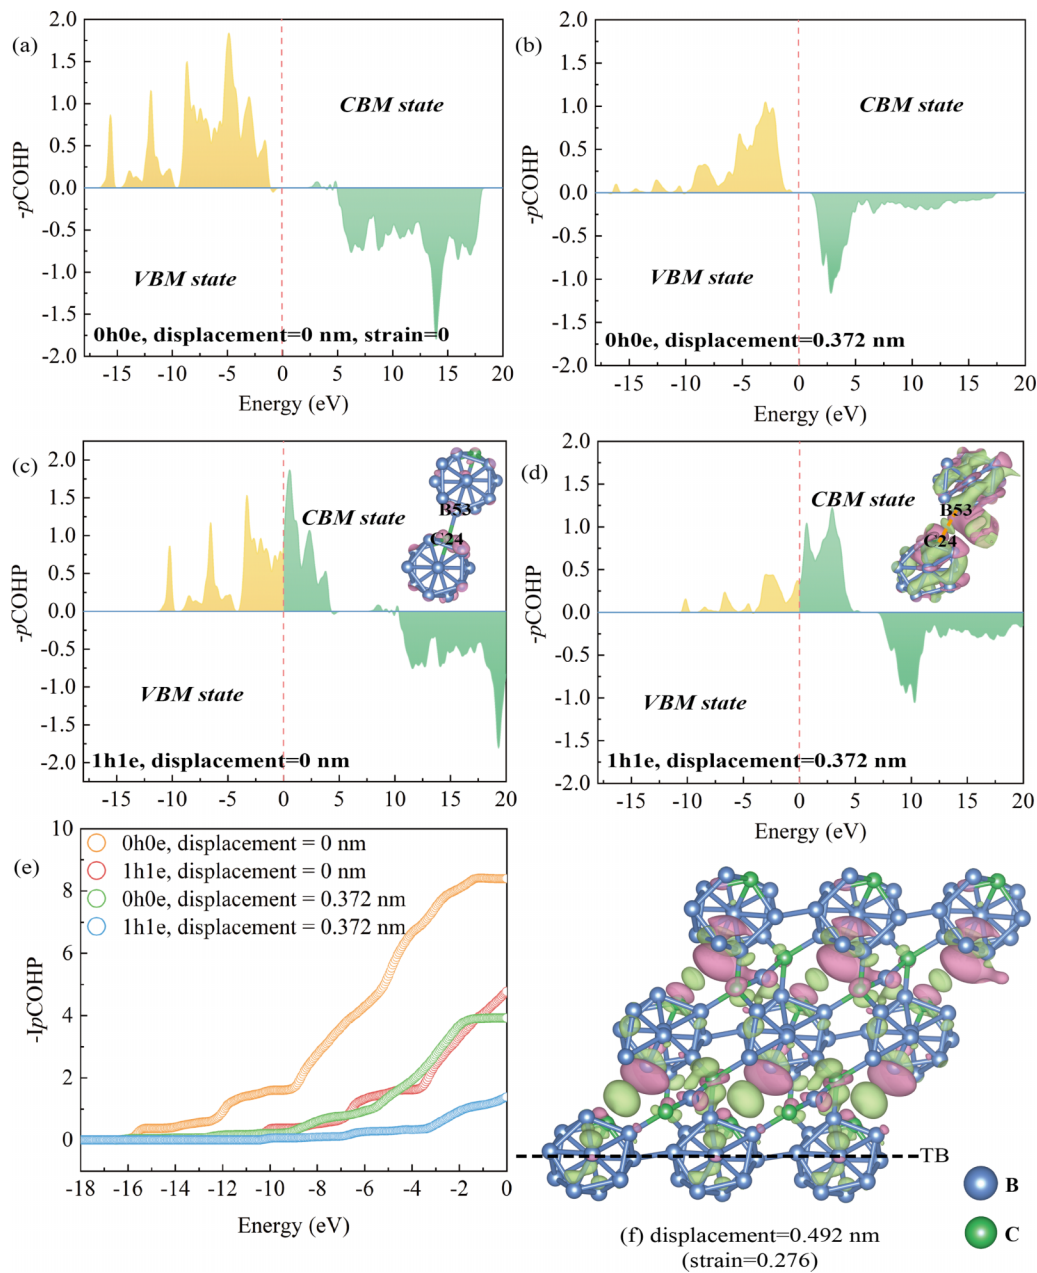 (a)
2.0
1.5
1.0
0.5
0.0
-0.5
-1.0
-1.5
-2.0
-pCOHP
CBM state
VBM state
0h0e, displacement=0 nm, strain=0
-15 -10 -5 0 5 10 15 20
Energy (eV)
(b)
2.0
1.5
1.0
0.5
0.0
-0.5
-1.0
-1.5
-2.0
-pCOHP
CBM state
VBM state
0h0e, displacement=0.372 nm
-15 -10 -5 0 5 10 15 20
Energy (eV)
(c)
2.0
1.5
1.0
0.5
0.0
-0.5
-1.0
-1.5
-2.0
-pCOHP
B53
CBM state
C24
VBM state
1h1e, displacement=0 nm
-15 -10 -5 0 5 10 15 20
Energy (eV)
(d)
2.0
1.5
1.0
0.5
0.0
-0.5
-1.0
-1.5
-2.0
-pCOHP
CBM state
B53
C24
VBM state
1h1e, displacement=0.372 nm
-15 -10 -5 0 5 10 15 20
Energy (eV)
(e)
10
8
6
4
2
0
-IpCOHP
0h0e, displacement = 0 nm
1h1e, displacement = 0 nm
0h0e, displacement = 0.372 nm
1h1e, displacement = 0.372 nm
-18 -16 -14 -12 -10 -8 -6 -4 -2 0
Energy (eV)
TB
B
C
(f) displacement=0.492 nm
(strain=0.276)